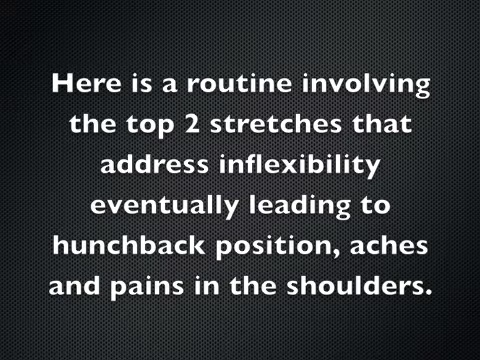 Here is a routine involving
the top 2 stretches that
address inflexibility
eventually leading to
hunchback position, aches
and pains in the shoulders.